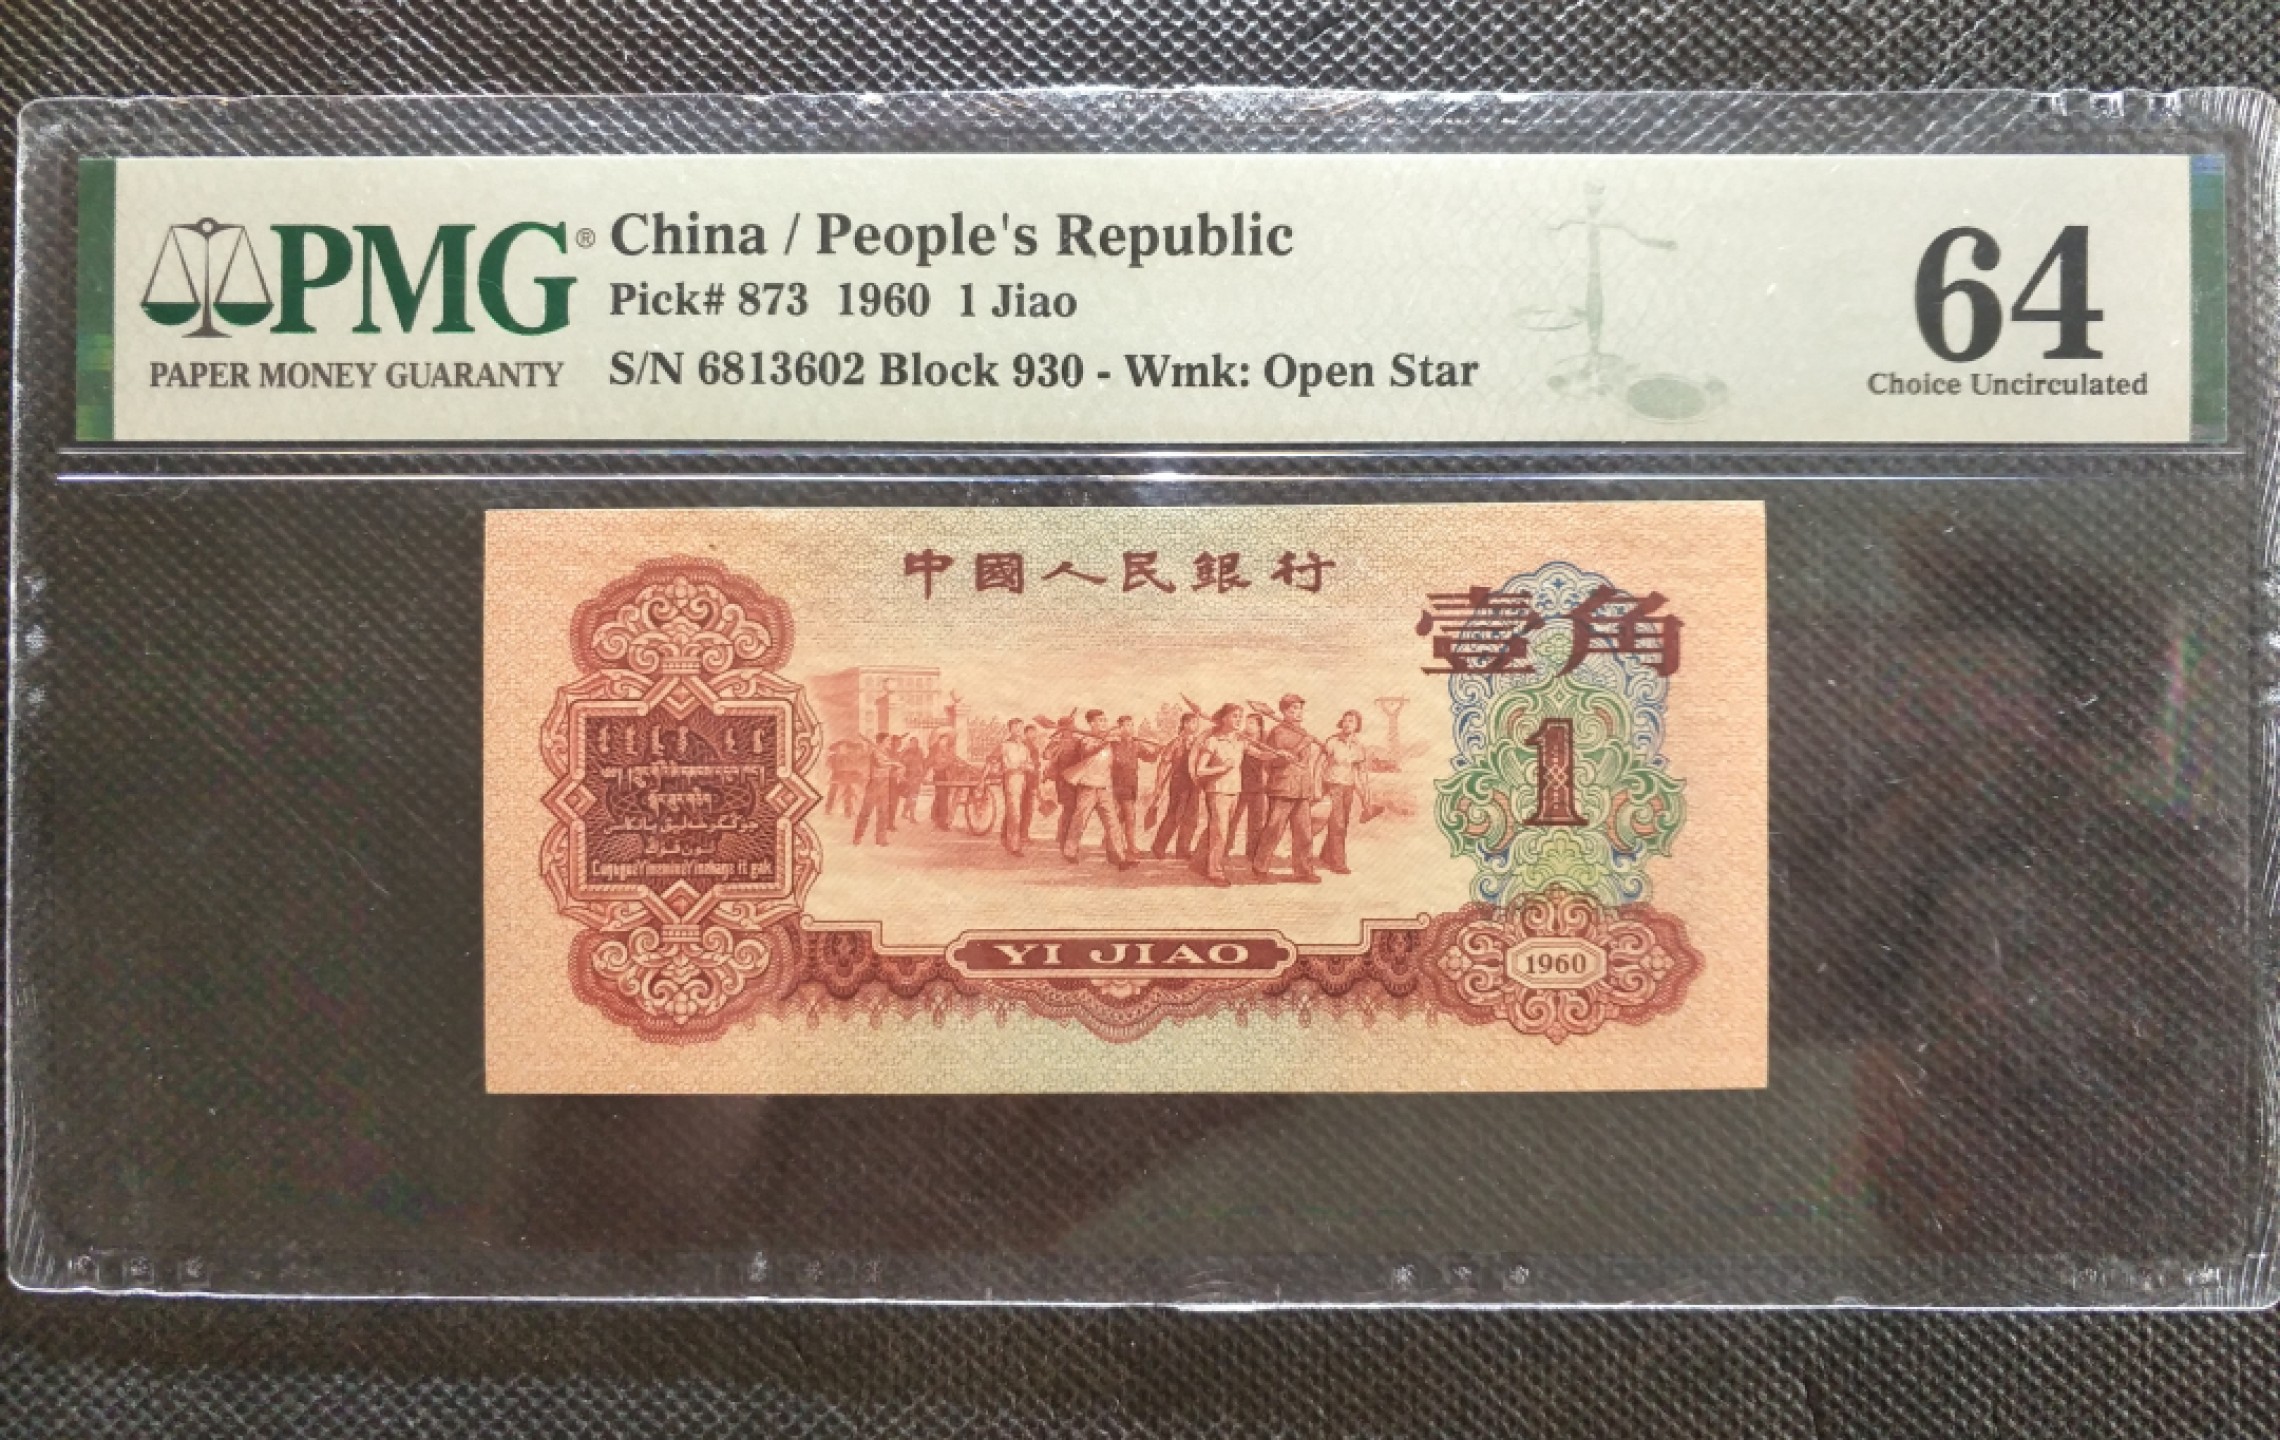 PMG®
PAPER MONEY GUARANTY
China / People's Republic
Pick# 873 1960 1 Jiao
S/N 6813602 Block 930 - Wmk: Open Star
64
Choice Uncirculated
中國人民銀行
壹角
1
YI JIAO
1960